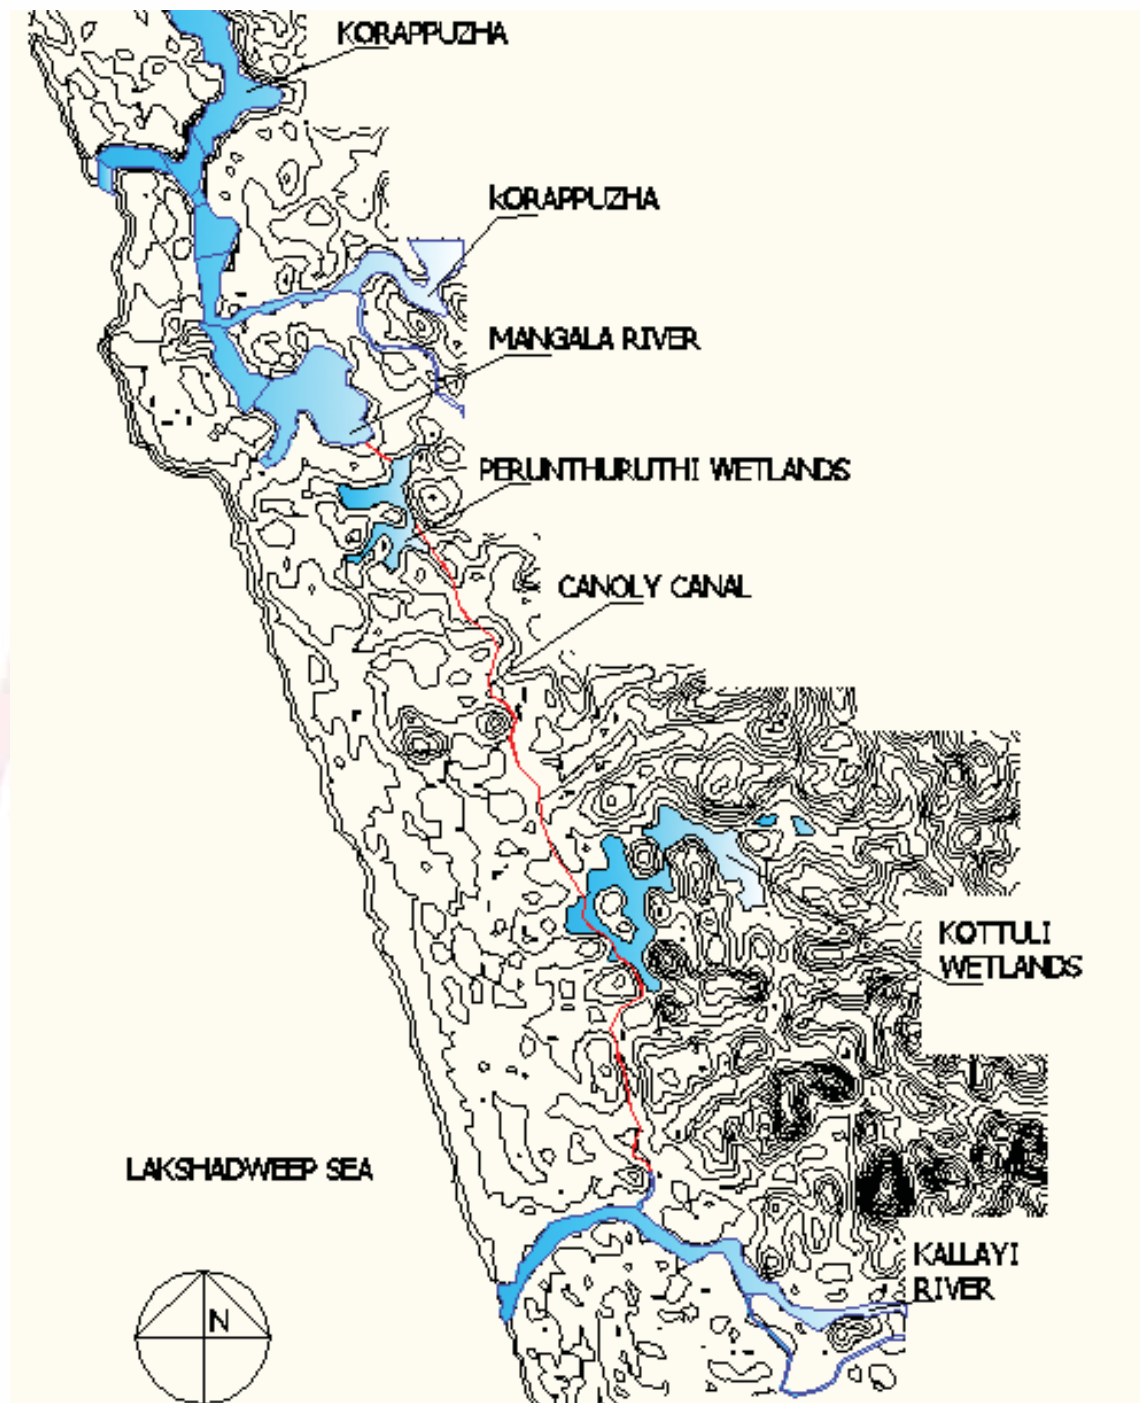 KORAPPUZHA
kORAPPUZHA
MANGALA RIVER
PERUNTHURUTHI WETLANDS
CANOLY CANAL
KOTTULI
WETLANDS
LAKSHADWEEP SEA
KALLAYI
RIVER
N